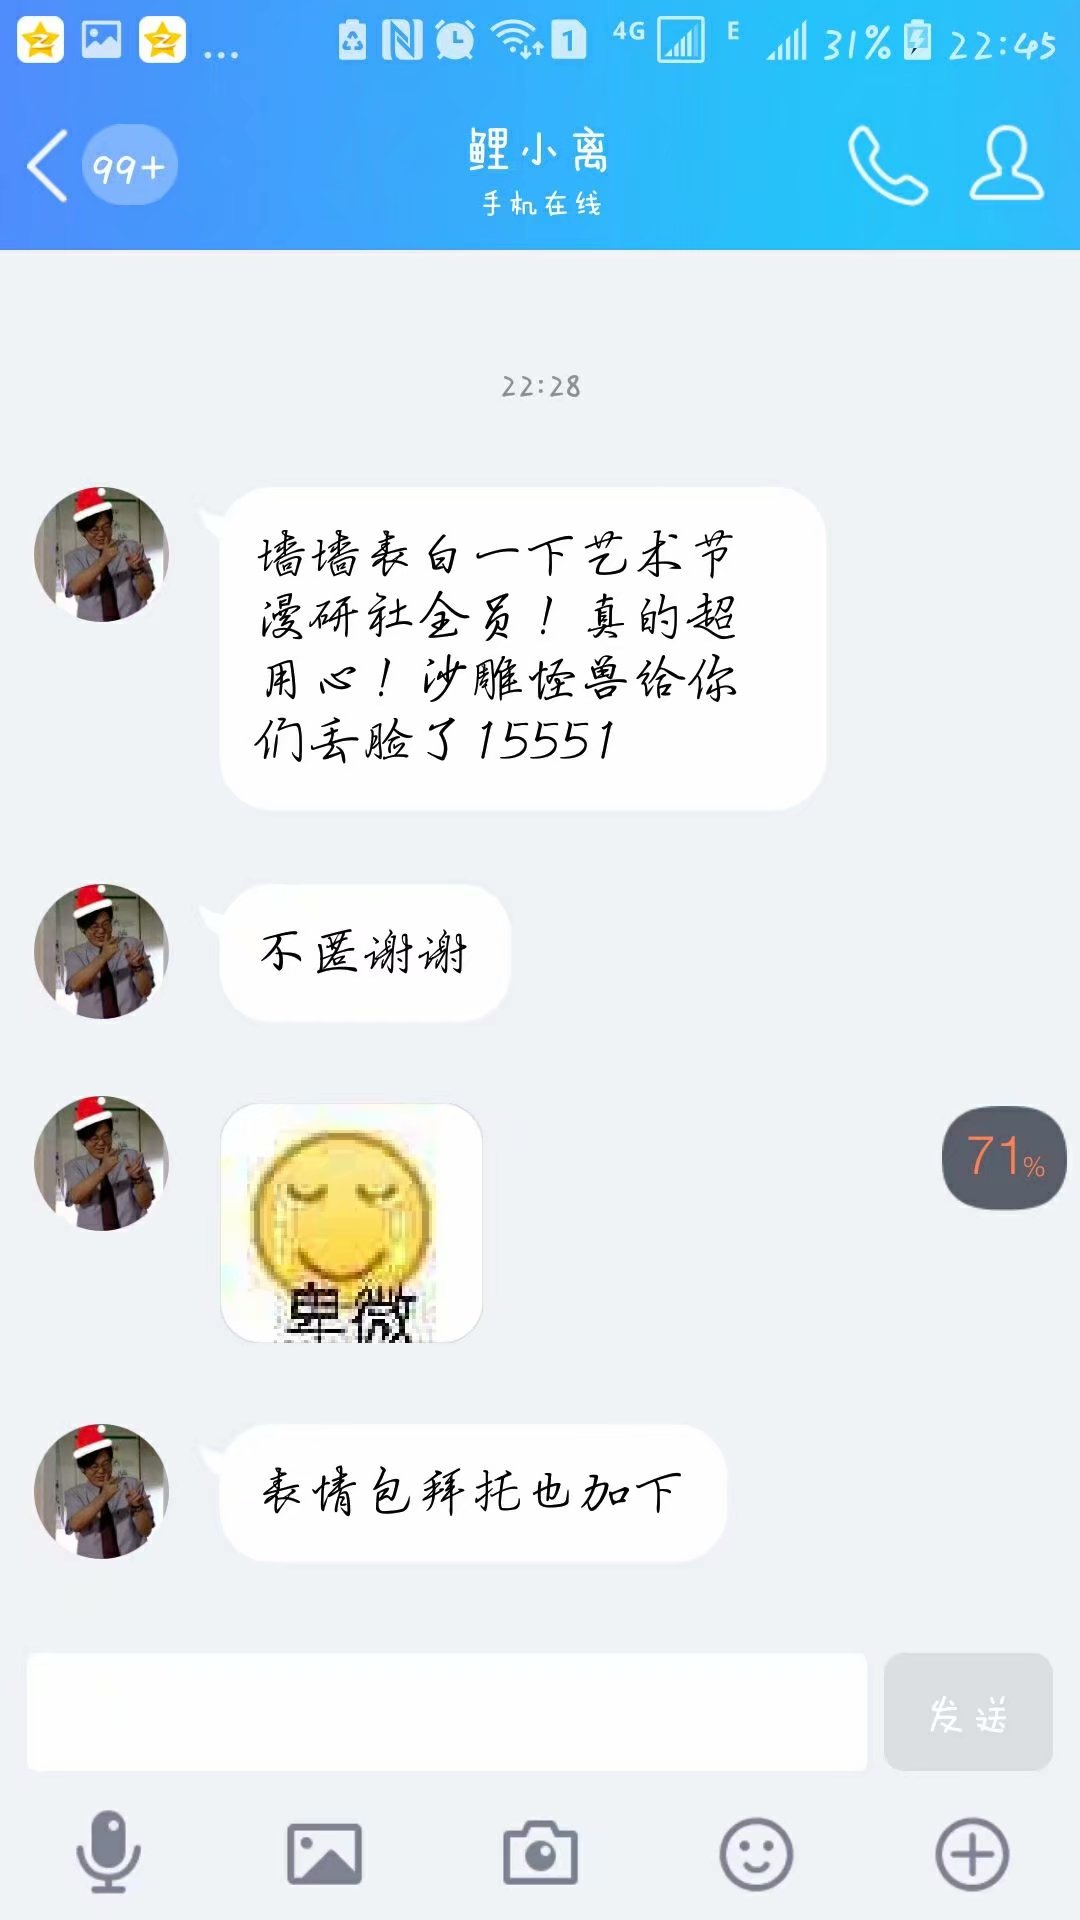 ... 1 4G E 31% 22:45
99+
鲤小离
手机在线
22:28
墙墙表白一下艺术节
漫研社全员！真的超
用心！沙雕怪兽给你
们丢脸了15551
不匿谢谢
71%
卑微
表情包拜托也加下
发送